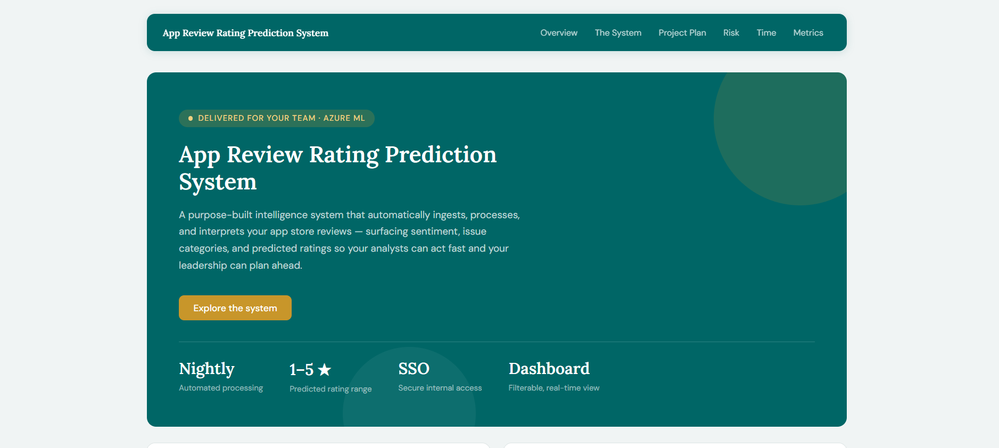 App Review Rating Prediction System
Overview
The System
Project Plan
Risk
Time
Metrics
DELIVERED FOR YOUR TEAM · AZURE ML
App Review Rating Prediction
System
A purpose-built intelligence system that automatically ingests, processes,
and interprets your app store reviews — surfacing sentiment, issue
categories, and predicted ratings so your analysts can act fast and your
leadership can plan ahead.
Explore the system
Nightly
Automated processing
1–5 ★
Predicted rating range
SSO
Secure internal access
Dashboard
Filterable, real-time view